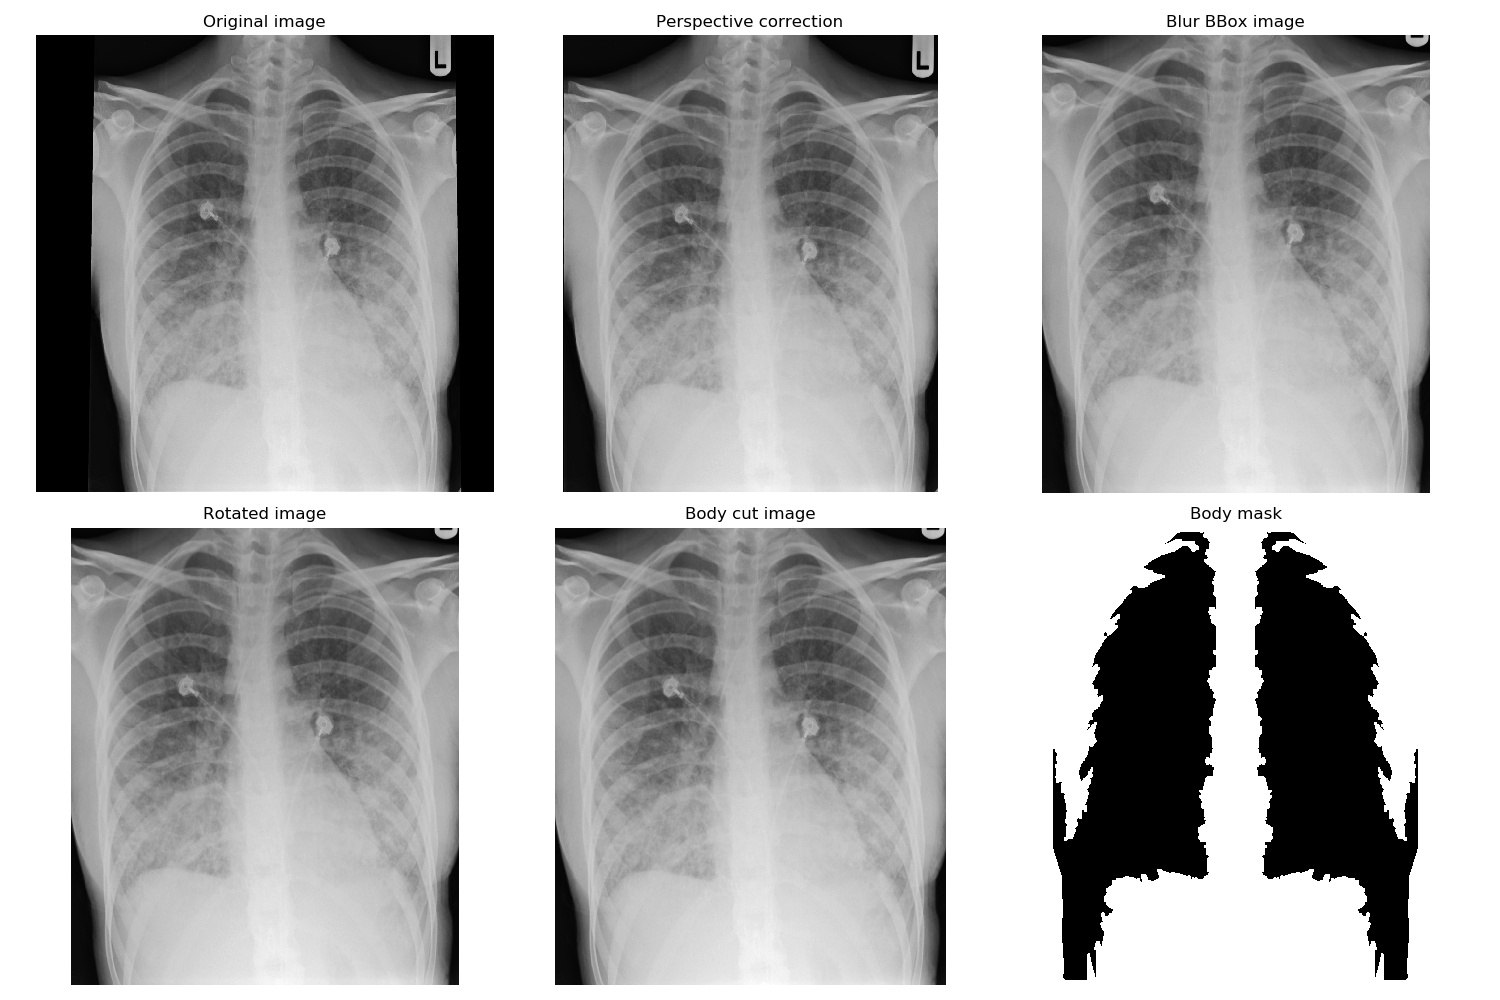 Original image
Perspective correction
Blur BBox image
L
L
Rotated image
Body cut image
Body mask